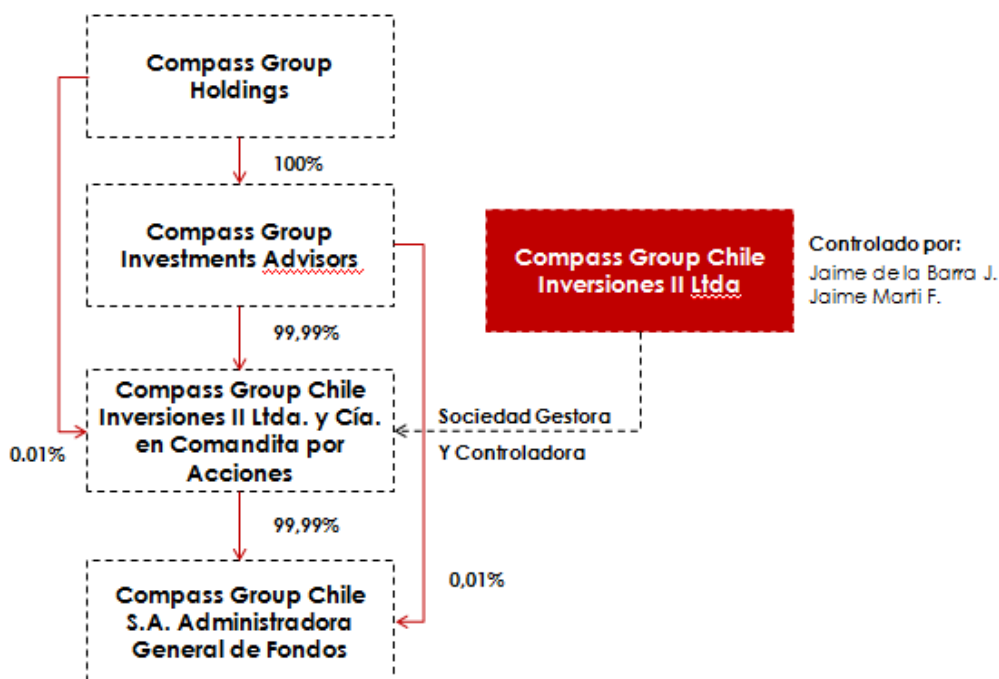 Compass Group
Holdings
100%
Compass Group
Investments Advisors
Compass Group Chile
Inversiones II Ltda
Controlado por:
Jaime de la Barra J.
Jaime Marti F.
99,99%
Compass Group Chile
Inversiones II Ltda. y Cía.
en Comandita por
Acciones
Sociedad Gestora
Y Controladora
0.01%
99,99%
0,01%
Compass Group Chile
S.A. Administradora
General de Fondos